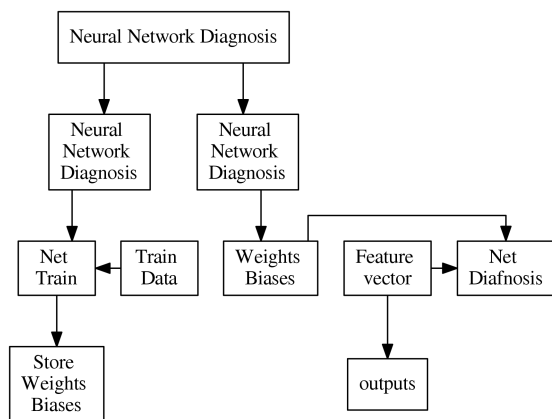 Neural Network Diagnosis
Neural
Network
Diagnosis
Neural
Network
Diagnosis
Net
Train
Train
Data
Weights
Biases
Feature
vector
Net
Diafnosis
Store
Weights
Biases
outputs